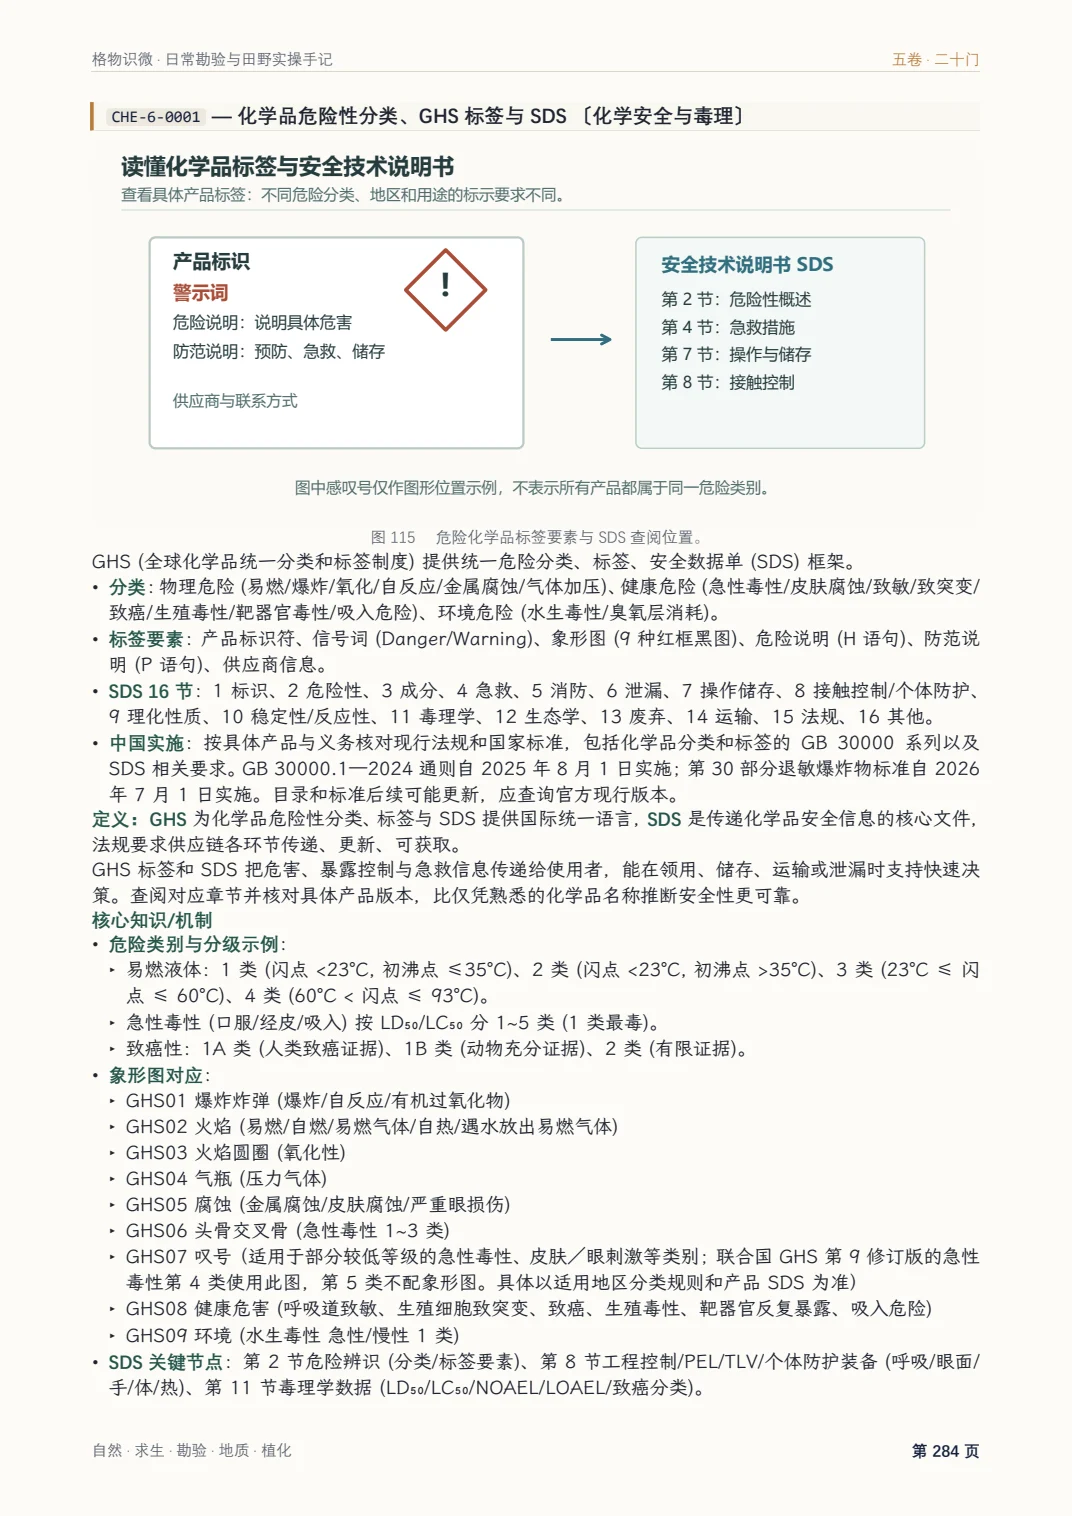 格物识微 · 日常勘验与田野实操手记
五卷 · 二十门
CHE-6-0001 — 化学品危险性分类、GHS 标签与 SDS 〔化学安全与毒理〕
读懂化学品标签与安全技术说明书
查看具体产品标签：不同危险分类、地区和用途的标示要求不同。
产品标识
警示词
危险说明：说明具体危害
防范说明：预防、急救、储存
供应商与联系方式
!
安全技术说明书 SDS
第 2 节：危险性概述
第 4 节：急救措施
第 7 节：操作与储存
第 8 节：接触控制
图中感叹号仅作图形位置示例，不表示所有产品都属于同一危险类别。
图 115 危险化学品标签要素与 SDS 查阅位置。
GHS (全球化学品统一分类和标签制度) 提供统一危险分类、标签、安全数据单 (SDS) 框架。
• 分类：物理危险 (易燃/爆炸/氧化/自反应/金属腐蚀/气体加压)、健康危险 (急性毒性/皮肤腐蚀/致敏/致突变/
致癌/生殖毒性/靶器官毒性/吸入危险)、环境危险 (水生毒性/臭氧层消耗)。
• 标签要素：产品标识符、信号词 (Danger/Warning)、象形图 (9 种红框黑图)、危险说明 (H 语句)、防范说
明 (P 语句)、供应商信息。
• SDS 16 节：1 标识、2 危险性、3 成分、4 急救、5 消防、6 泄漏、7 操作储存、8 接触控制/个体防护、
9 理化性质、10 稳定性/反应性、11 毒理学、12 生态学、13 废弃、14 运输、15 法规、16 其他。
• 中国实施：按具体产品与义务核对现行法规和国家标准，包括化学品分类和标签的 GB 30000 系列以及
SDS 相关要求。GB 30000.1—2024 通则自 2025 年 8 月 1 日实施；第 30 部分退敏爆炸物标准自 2026
年 7 月 1 日实施。目录和标准后续可能更新，应查询官方现行版本。
定义：GHS 为化学品危险性分类、标签与 SDS 提供国际统一语言，SDS 是传递化学品安全信息的核心文件，
法规要求供应链各环节传递、更新、可获取。
GHS 标签和 SDS 把危害、暴露控制与急救信息传递给使用者，能在领用、储存、运输或泄漏时支持快速决
策。查阅对应章节并核对具体产品版本，比仅凭熟悉的化学品名称推断安全性更可靠。
核心知识/机制
• 危险类别与分级示例：
‣ 易燃液体：1 类 (闪点 <23°C，初沸点 ≤35°C)、2 类 (闪点 <23°C，初沸点 >35°C)、3 类 (23°C ≤ 闪
点 ≤ 60°C)、4 类 (60°C < 闪点 ≤ 93°C)。
‣ 急性毒性 (口服/经皮/吸入) 按 LD₅₀/LC₅₀ 分 1~5 类 (1 类最毒)。
‣ 致癌性：1A 类 (人类致癌证据)、1B 类 (动物充分证据)、2 类 (有限证据)。
• 象形图对应：
‣ GHS01 爆炸炸弹 (爆炸/自反应/有机过氧化物)
‣ GHS02 火焰 (易燃/自燃/易燃气体/自热/遇水放出易燃气体)
‣ GHS03 火焰圆圈 (氧化性)
‣ GHS04 气瓶 (压力气体)
‣ GHS05 腐蚀 (金属腐蚀/皮肤腐蚀/严重眼损伤)
‣ GHS06 头骨交叉骨 (急性毒性 1~3 类)
‣ GHS07 叹号（适用于部分较低等级的急性毒性、皮肤／眼刺激等类别；联合国 GHS 第 9 修订版的急性
毒性第 4 类使用此图，第 5 类不配象形图。具体以适用地区分类规则和产品 SDS 为准）
‣ GHS08 健康危害 (呼吸道致敏、生殖细胞致突变、致癌、生殖毒性、靶器官反复暴露、吸入危险)
‣ GHS09 环境 (水生毒性 急性/慢性 1 类)
• SDS 关键节点：第 2 节危险辨识 (分类/标签要素)、第 8 节工程控制/PEL/TLV/个体防护装备 (呼吸/眼面/
手/体/热)、第 11 节毒理学数据 (LD₅₀/LC₅₀/NOAEL/LOAEL/致癌分类)。
自然 · 求生 · 勘验 · 地质 · 植化
第 284 页